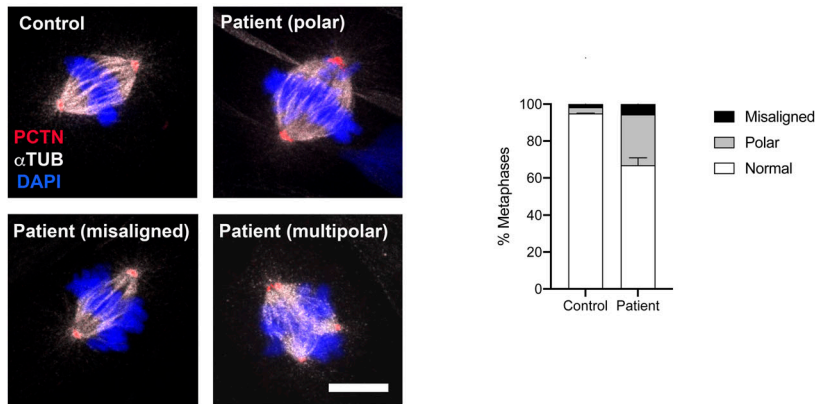 Control
PCTN
αTUB
DAPI
Patient (polar)
Patient (misaligned)
Patient (multipolar)
% Metaphases
100
80
60
40
20
0
Control Patient
Misaligned
Polar
Normal